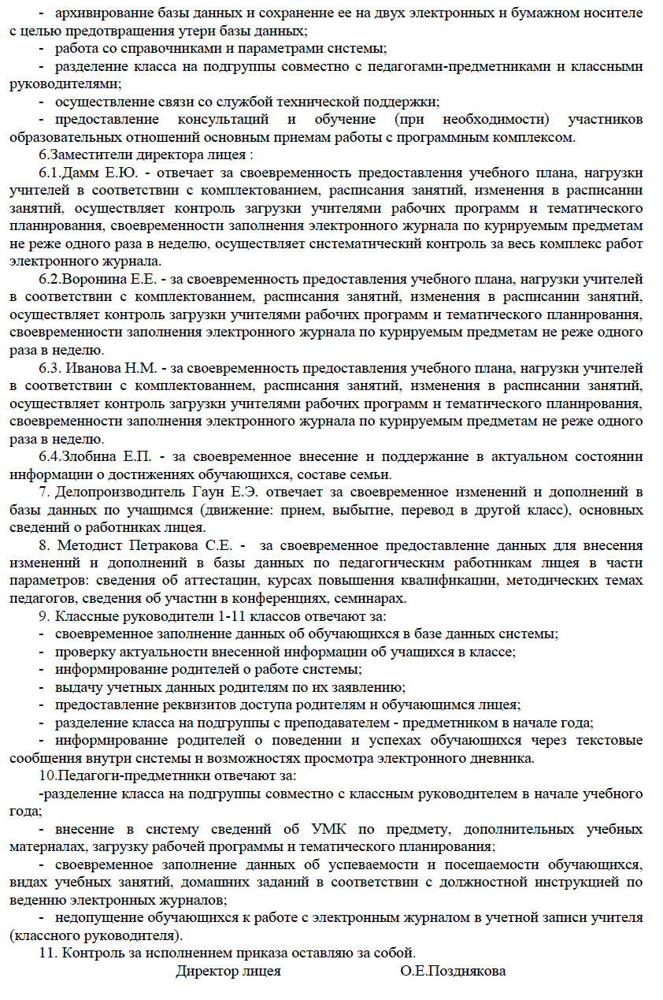 - архивирование базы данных и сохранение ее на двух электронных и бумажном носителе
с целью предотвращения утери базы данных;
- работа со справочниками и параметрами системы;
- разделение класса на подгруппы совместно с педагогами-предметниками и классными
руководителями;
- осуществление связи со службой технической поддержки;
- предоставление консультаций и обучение (при необходимости) участников
образовательных отношений основным приемам работы с программным комплексом.
6.Заместители директора лицея :
6.1.Дамм Е.Ю. - отвечает за своевременность предоставления учебного плана, нагрузки
учителей в соответствии с комплектованием, расписания занятий, изменения в расписании
занятий, осуществляет контроль загрузки учителями рабочих программ и тематического
планирования, своевременности заполнения электронного журнала по курируемым предметам
не реже одного раза в неделю, осуществляет систематический контроль за весь комплекс работ
электронного журнала.
6.2.Воронина Е.Е. - за своевременность предоставления учебного плана, нагрузки учителей
в соответствии с комплектованием, расписания занятий, изменения в расписании занятий,
осуществляет контроль загрузки учителями рабочих программ и тематического планирования,
своевременности заполнения электронного журнала по курируемым предметам не реже одного
раза в неделю.
6.3. Иванова Н.М. - за своевременность предоставления учебного плана, нагрузки учителей
в соответствии с комплектованием, расписания занятий, изменения в расписании занятий,
осуществляет контроль загрузки учителями рабочих программ и тематического планирования,
своевременности заполнения электронного журнала по курируемым предметам не реже одного
раза в неделю.
6.4.Злобина Е.П. - за своевременное внесение и поддержание в актуальном состоянии
информации о достижениях обучающихся, составе семьи.
7. Делопроизводитель Гаун Е.Э. отвечает за своевременное изменений и дополнений в
базы данных по учащимся (движение: прием, выбытие, перевод в другой класс), основных
сведений о работниках лицея.
8. Методист Петракова С.Е. - за своевременное предоставление данных для внесения
изменений и дополнений в базы данных по педагогическим работникам лицея в части
параметров: сведения об аттестации, курсах повышения квалификации, методических темах
педагогов, сведения об участии в конференциях, семинарах.
9. Классные руководители 1-11 классов отвечают за:
- своевременное заполнение данных об обучающихся в базе данных системы;
- проверку актуальности внесенной информации об учащихся в классе;
- информирование родителей о работе системы;
- выдачу учетных данных родителям по их заявлению;
- предоставление реквизитов доступа родителям и обучающимся лицея;
- разделение класса на подгруппы с преподавателем - предметником в начале года;
- информирование родителей о поведении и успехах обучающихся через текстовые
сообщения внутри системы и возможностях просмотра электронного дневника.
10.Педагоги-предметники отвечают за:
-разделение класса на подгруппы совместно с классным руководителем в начале учебного
года;
- внесение в систему сведений об УМК по предмету, дополнительных учебных
материалах, загрузку рабочей программы и тематического планирования;
- своевременное заполнение данных об успеваемости и посещаемости обучающихся,
видах учебных занятий, домашних заданий в соответствии с должностной инструкцией по
ведению электронных журналов;
- недопущение обучающихся к работе с электронным журналом в учетной записи учителя
(классного руководителя).
11. Контроль за исполнением приказа оставляю за собой.
Директор лицея О.Е.Позднякова